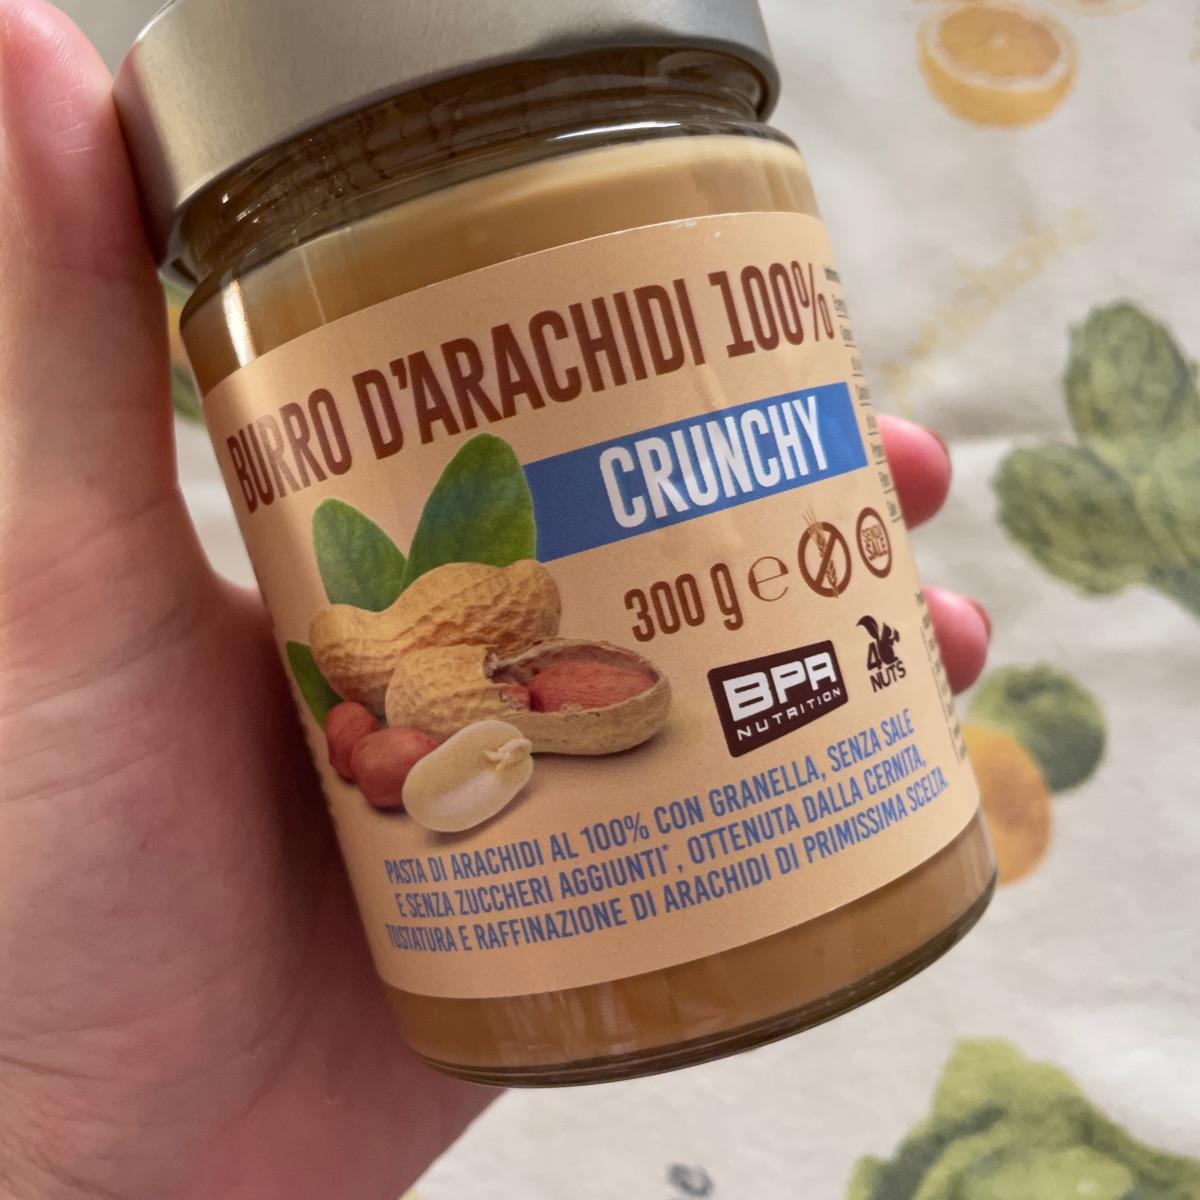 BURRO D'ARACHIDI 100%
CRUNCHY
300 g e
SENZA
SALE
BPR
NUTRITION
4
NUTS
PASTA DI ARACHIDI AL 100% CON GRANELLA, SENZA SALE
E SENZA ZUCCHERI AGGIUNTI*, OTTENUTA DALLA CERNITA,
TOSTATURA E RAFFINAZIONE DI ARACHIDI DI PRIMISSIMA SCELTA.